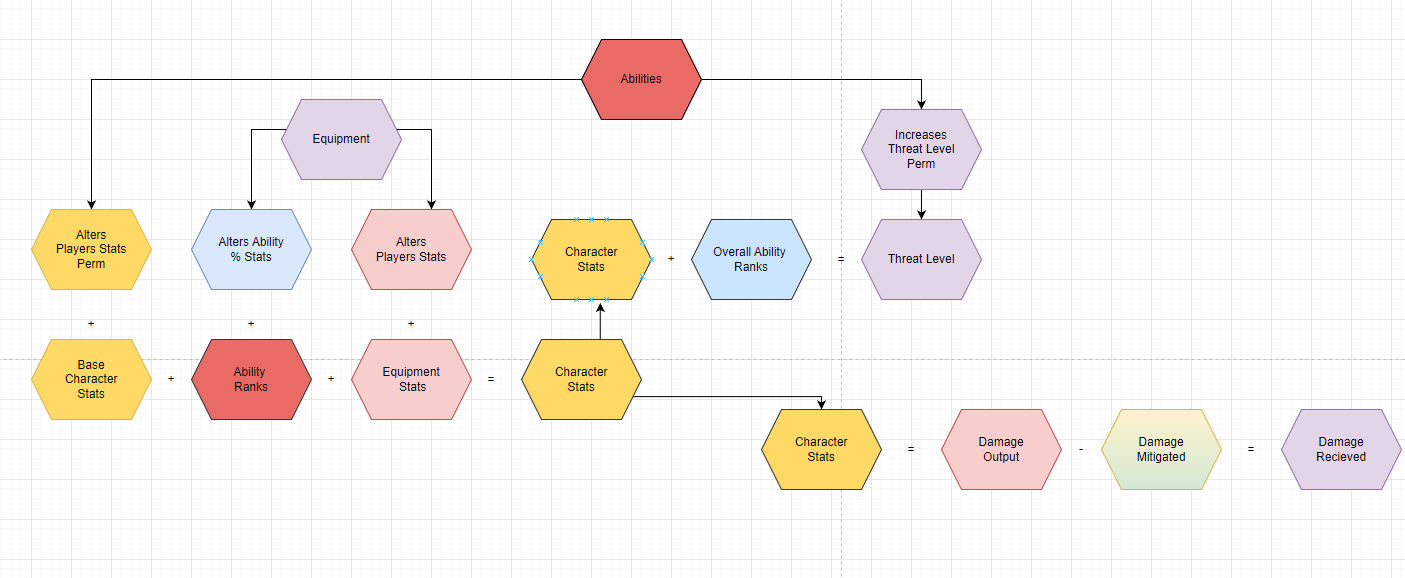 Abilities
Equipment
Increases
Threat Level
Perm
Alters
Players Stats
Perm
Alters Ability
% Stats
Alters
Players Stats
Character
Stats
+
Overall Ability
Ranks
=
Threat Level
+
+
+
Base
Character
Stats
+
Ability
Ranks
+
Equipment
Stats
=
Character
Stats
Character
Stats
=
Damage
Output
-
Damage
Mitigated
=
Damage
Recieved